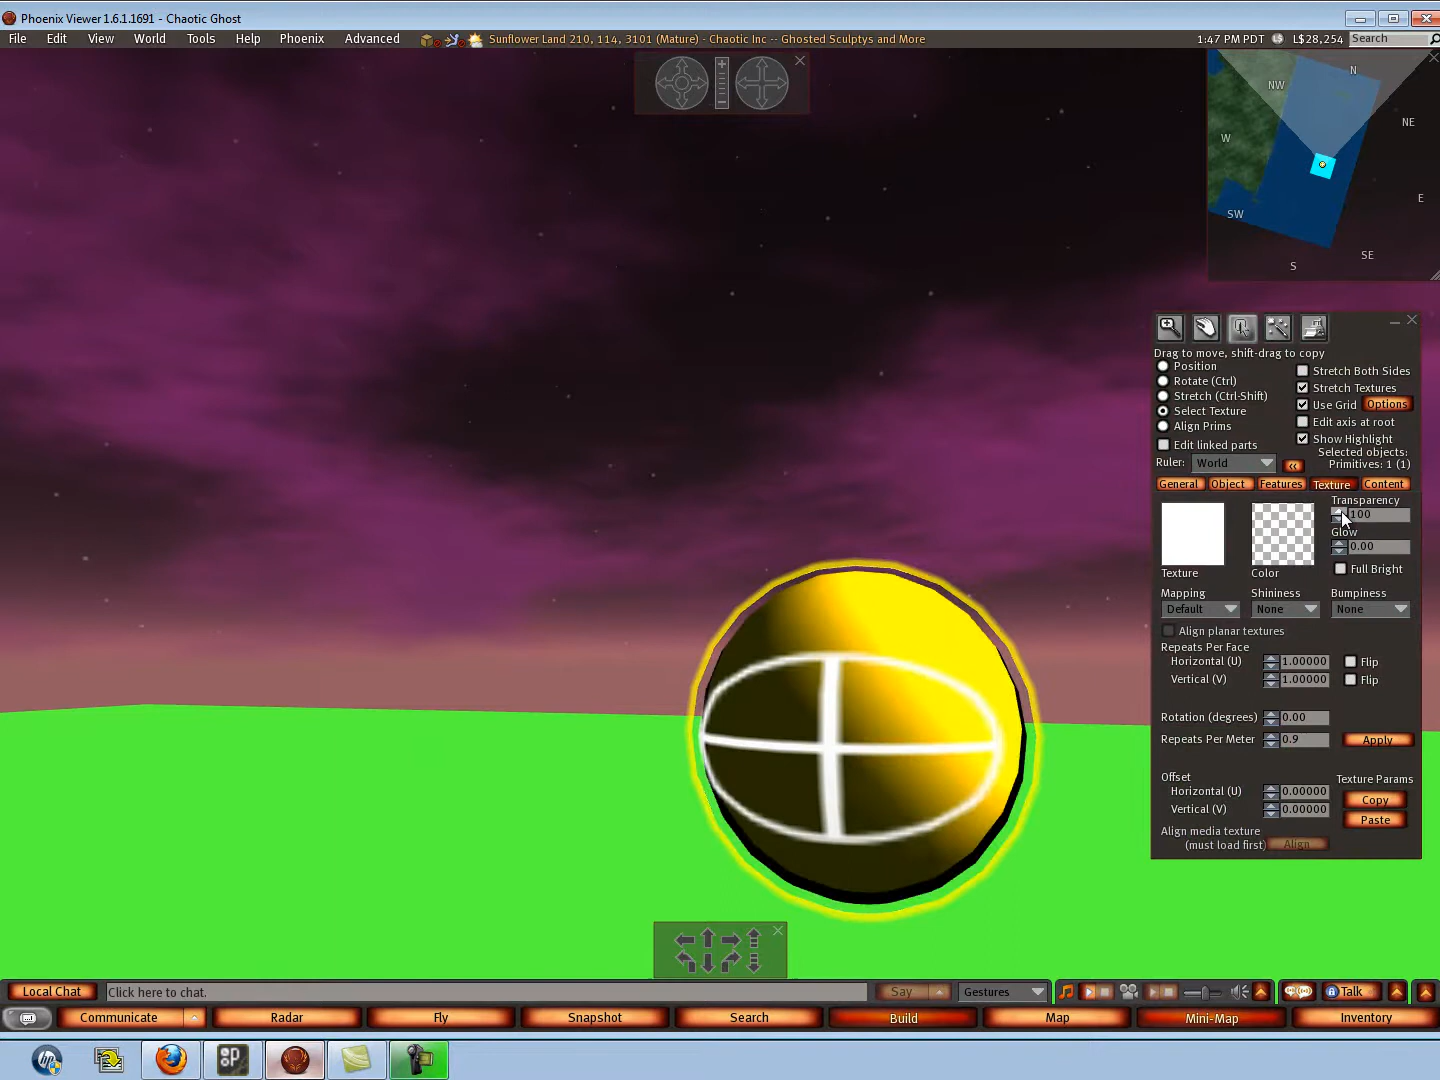 Phoenix Viewer 1.6.1.1691 - Chaotic Ghost
File Edit View World Tools Help Phoenix Advanced Sunflower Land 210, 114, 3101 (Mature) - Chaotic Inc -- Ghosted Sculptys and More 1:47 PM PDT L$ L$28,254 Search
N
NW
NE
W
E
SW
SE
S
Drag to move, shift-drag to copy
Position
Rotate (Ctrl)
Stretch (Ctrl-Shift)
Select Texture
Align Prims
Edit linked parts
Stretch Both Sides
Stretch Textures
Use Grid Options
Edit axis at root
Show Highlight
Selected objects:
Primitives: 1 (1)
Ruler: World «
General Object Features Texture Content
Transparency
100
Glow
0.00
Full Bright
Texture Color
Mapping Shininess Bumpiness
Default None None
Align planar textures
Repeats Per Face
Horizontal (U) 1.00000 Flip
Vertical (V) 1.00000 Flip
Rotation (degrees) 0.00
Repeats Per Meter 0.9 Apply
Offset Texture Params
Horizontal (U) 0.00000 Copy
Vertical (V) 0.00000 Paste
Align media texture
(must load first) Align
Local Chat Click here to chat. Say Gestures Talk
Communicate Radar Fly Snapshot Search Build Map Mini-Map Inventory
hp